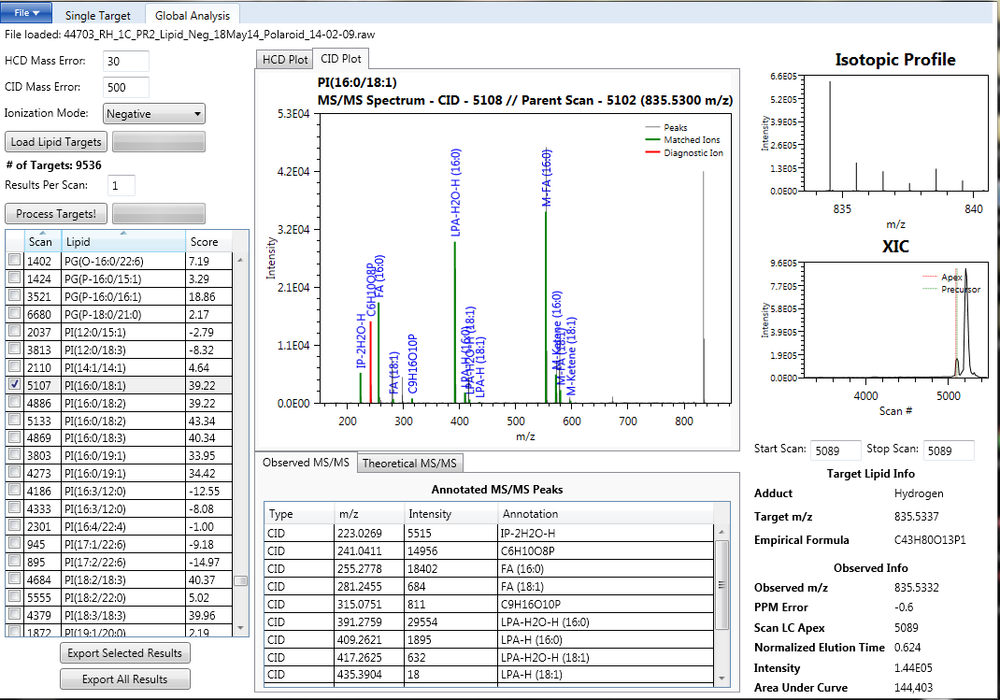 File
Single Target
Global Analysis
File loaded: 44703_RH_1C_PR2_Lipid_Neg_18May14_Polaroid_14-02-09.raw
HCD Mass Error: 30
CID Mass Error: 500
Ionization Mode: Negative
Load Lipid Targets
# of Targets: 9536
Results Per Scan: 1
Process Targets!
Scan Lipid Score
1402 PG(O-16:0/22:6) 7.19
1424 PG(P-16:0/15:1) 3.29
3521 PG(P-16:0/16:1) 18.86
6680 PG(P-18:0/21:0) 2.17
2037 PI(12:0/15:1) -2.79
3813 PI(12:0/18:3) -8.32
2110 PI(14:1/14:1) 4.64
5107 PI(16:0/18:1) 39.22
4886 PI(16:0/18:2) 39.22
5133 PI(16:0/18:2) 43.34
4869 PI(16:0/18:3) 40.34
3803 PI(16:0/19:1) 33.95
4273 PI(16:0/19:1) 34.42
4186 PI(16:3/12:0) -12.55
4333 PI(16:3/12:0) -8.08
2301 PI(16:4/22:4) -1.00
945 PI(17:1/22:6) -9.18
895 PI(17:2/22:6) -14.97
4684 PI(18:2/18:3) 40.37
5555 PI(18:2/22:0) 5.02
4379 PI(18:3/18:3) 39.96
1872 PI(19:1/20:0) 2.19
Export Selected Results
Export All Results
HCD Plot
CID Plot
PI(16:0/18:1)
MS/MS Spectrum - CID - 5108 // Parent Scan - 5102 (835.5300 m/z)
Peaks
Matched Ions
Diagnostic Ion
5.3E04
4.2E04
3.2E04
2.1E04
1.1E04
0.0E00
Intensity
IP-2H2O-H
C6H10O8P
FA (16:0)
FA (18:1)
C9H16O10P
LPA-H2O-H (16:0)
LPA-H (16:0)
LPA-H2O-H (18:1)
LPA-H (18:1)
M-FA (16:0)
M-Ketene (16:0)
M-FA (18:1)
M-Ketene (18:1)
200 300 400 500 600 700 800
m/z
Observed MS/MS
Theoretical MS/MS
Annotated MS/MS Peaks
Type m/z Intensity Annotation
CID 223.0269 5515 IP-2H2O-H
CID 241.0411 14956 C6H10O8P
CID 255.2778 18402 FA (16:0)
CID 281.2455 684 FA (18:1)
CID 315.0751 811 C9H16O10P
CID 391.2759 29554 LPA-H2O-H (16:0)
CID 409.2621 1895 LPA-H (16:0)
CID 417.2625 632 LPA-H2O-H (18:1)
CID 435.3904 18 LPA-H (18:1)
Isotopic Profile
6.6E05
5.2E05
3.9E05
2.6E05
1.3E05
0.0E00
Intensity
835 840
m/z
XIC
9.6E05
7.7E05
5.8E05
3.9E05
1.9E05
0.0E00
Intensity
Apex
Precursor
4000 5000
Scan #
Start Scan: 5089 Stop Scan: 5089
Target Lipid Info
Adduct Hydrogen
Target m/z 835.5337
Empirical Formula C43H80O13P1
Observed Info
Observed m/z 835.5332
PPM Error -0.6
Scan LC Apex 5089
Normalized Elution Time 0.624
Intensity 1.44E05
Area Under Curve 144,403